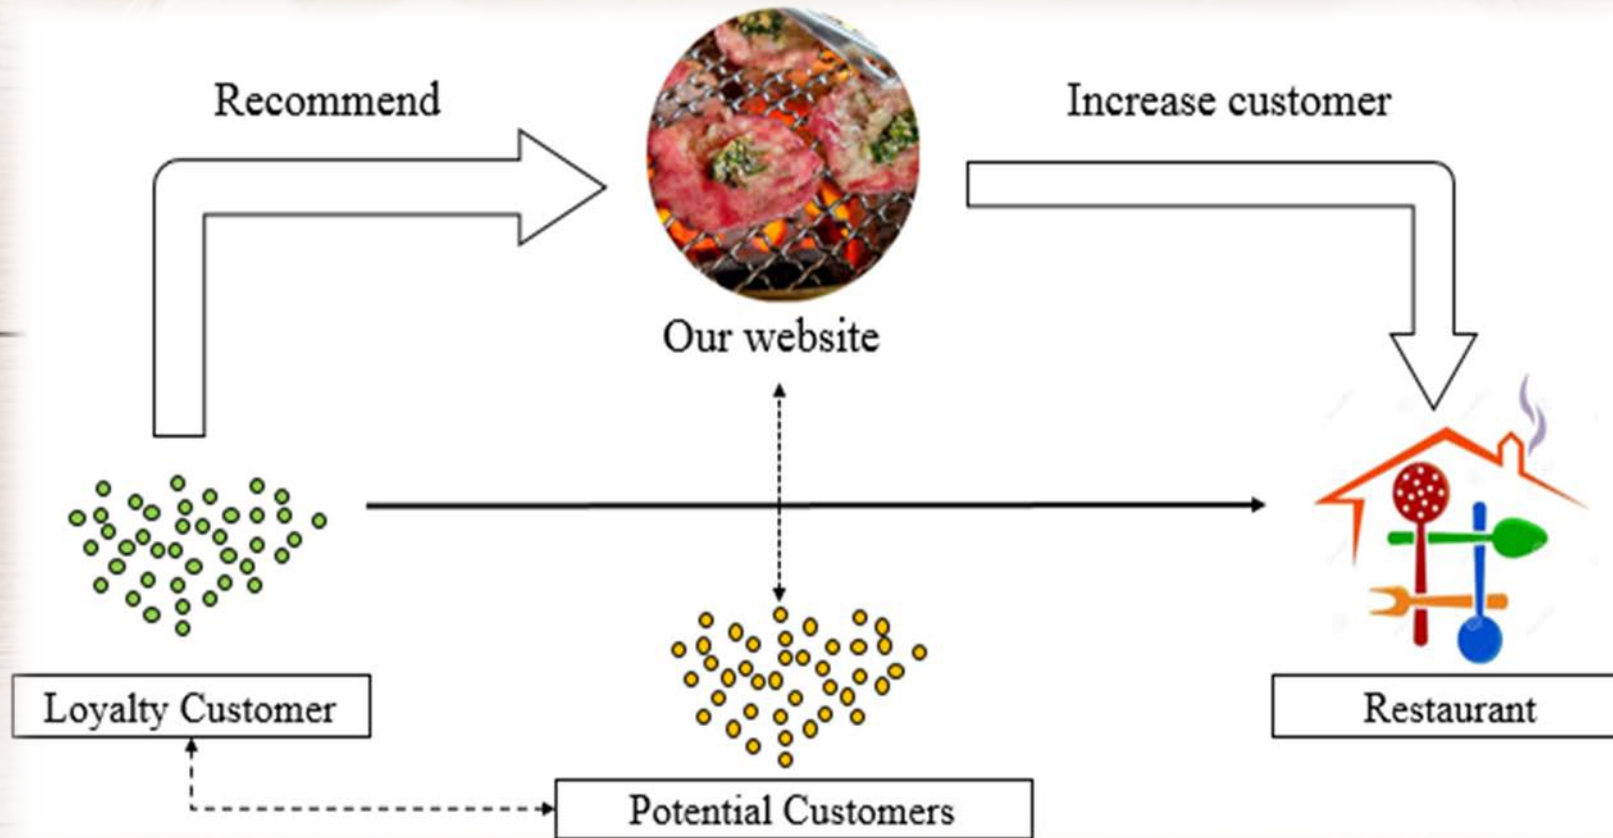 Recommend
Increase customer
Our website
Loyalty Customer
Restaurant
Potential Customers